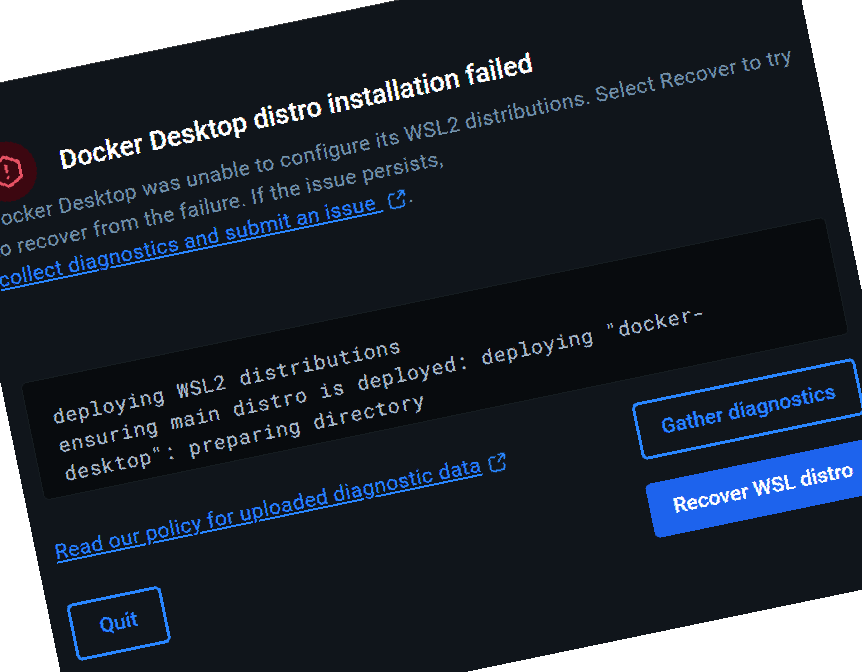 Docker Desktop distro installation failed
ocker Desktop was unable to configure its WSL2 distributions. Select Recover to try
o recover from the failure. If the issue persists,
collect diagnostics and submit an issue.
deploying WSL2 distributions
ensuring main distro is deployed: deploying "docker-
desktop": preparing directory
Gather diagnostics
Read our policy for uploaded diagnostic data
Recover WSL distro
Quit